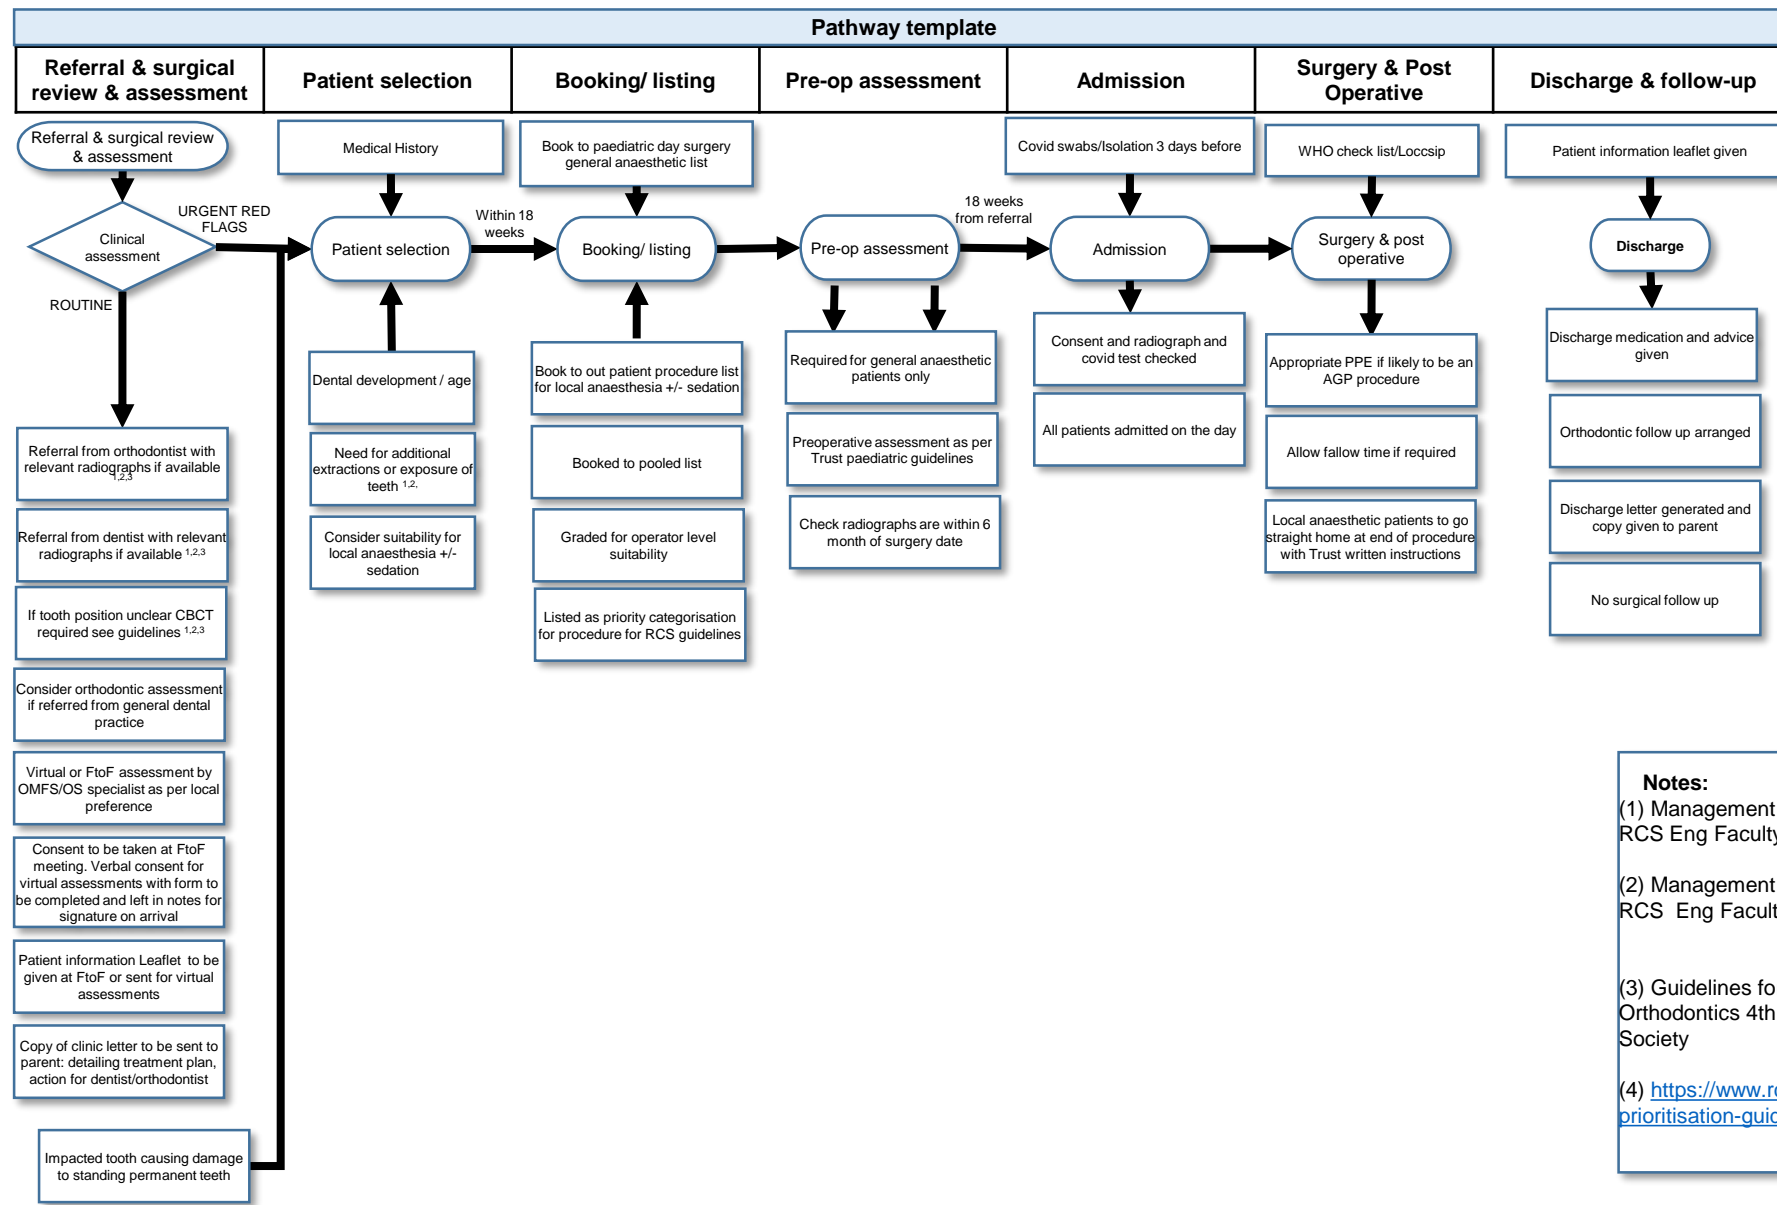 Pathway template
Referral & surgical
review & assessment
Patient selection
Booking/ listing
Pre-op assessment
Admission
Surgery & Post
Operative
Discharge & follow-up
Referral & surgical review
& assessment
Clinical
assessment
URGENT RED
FLAGS
ROUTINE
Referral from orthodontist with
relevant radiographs if available
1,2,3
Referral from dentist with relevant
radiographs if available 1,2,3
If tooth position unclear CBCT
required see guidelines 1,2,3
Consider orthodontic assessment
if referred from general dental
practice
Virtual or FtoF assessment by
OMFS/OS specialist as per local
preference
Consent to be taken at FtoF
meeting. Verbal consent for
virtual assessments with form to
be completed and left in notes for
signature on arrival
Patient information Leaflet to be
given at FtoF or sent for virtual
assessments
Copy of clinic letter to be sent to
parent: detailing treatment plan,
action for dentist/orthodontist
Impacted tooth causing damage
to standing permanent teeth
Medical History
Patient selection
Within 18
weeks
Dental development / age
Need for additional
extractions or exposure of
teeth 1,2,
Consider suitability for
local anaesthesia +/-
sedation
Book to paediatric day surgery
general anaesthetic list
Booking/ listing
Book to out patient procedure list
for local anaesthesia +/- sedation
Booked to pooled list
Graded for operator level
suitability
Listed as priority categorisation
for procedure for RCS guidelines
Pre-op assessment
18 weeks
from referral
Required for general anaesthetic
patients only
Preoperative assessment as per
Trust paediatric guidelines
Check radiographs are within 6
month of surgery date
Covid swabs/Isolation 3 days before
Admission
Consent and radiograph and
covid test checked
All patients admitted on the day
WHO check list/Loccsip
Surgery & post
operative
Appropriate PPE if likely to be an
AGP procedure
Allow fallow time if required
Local anaesthetic patients to go
straight home at end of procedure
with Trust written instructions
Patient information leaflet given
Discharge
Discharge medication and advice
given
Orthodontic follow up arranged
Discharge letter generated and
copy given to parent
No surgical follow up
Notes:
(1) Management
RCS Eng Faculty
(2) Management
RCS Eng Facult
(3) Guidelines fo
Orthodontics 4th
Society
(4) https://www.r
prioritisation-guid